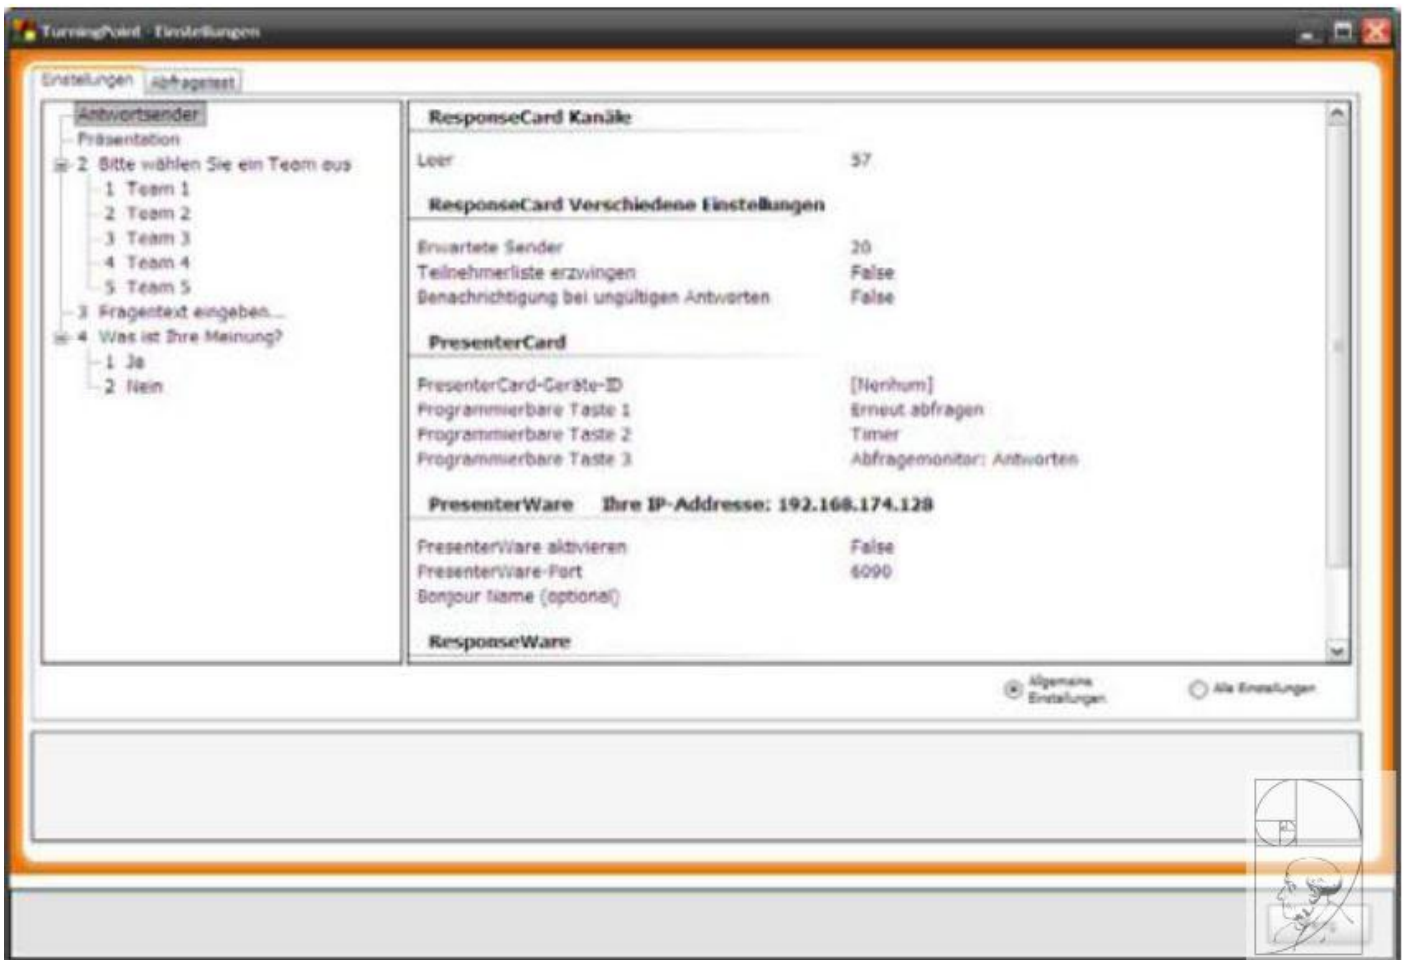 TurningPoint - Einstellungen
Einstellungen Abfragetest
Antwortsender
Präsentation
2 Bitte wählen Sie ein Team aus
1 Team 1
2 Team 2
3 Team 3
4 Team 4
5 Team 5
3 Fragentext eingeben...
4 Was ist Ihre Meinung?
1 Ja
2 Nein
ResponseCard Kanäle
Leer 57
ResponseCard Verschiedene Einstellungen
Erwartete Sender 20
Teilnehmerliste erzwingen False
Benachrichtigung bei ungültigen Antworten False
PresenterCard
PresenterCard-Geräte-ID [Nenhum]
Programmierbare Taste 1 Erneut abfragen
Programmierbare Taste 2 Timer
Programmierbare Taste 3 Abfragemonitor: Antworten
PresenterWare Ihre IP-Addresse: 192.168.174.128
PresenterWare aktivieren False
PresenterWare-Port 6090
Bonjour Name (optional)
ResponseWare
Allgemeine
Einstellungen
Alle Einstellungen